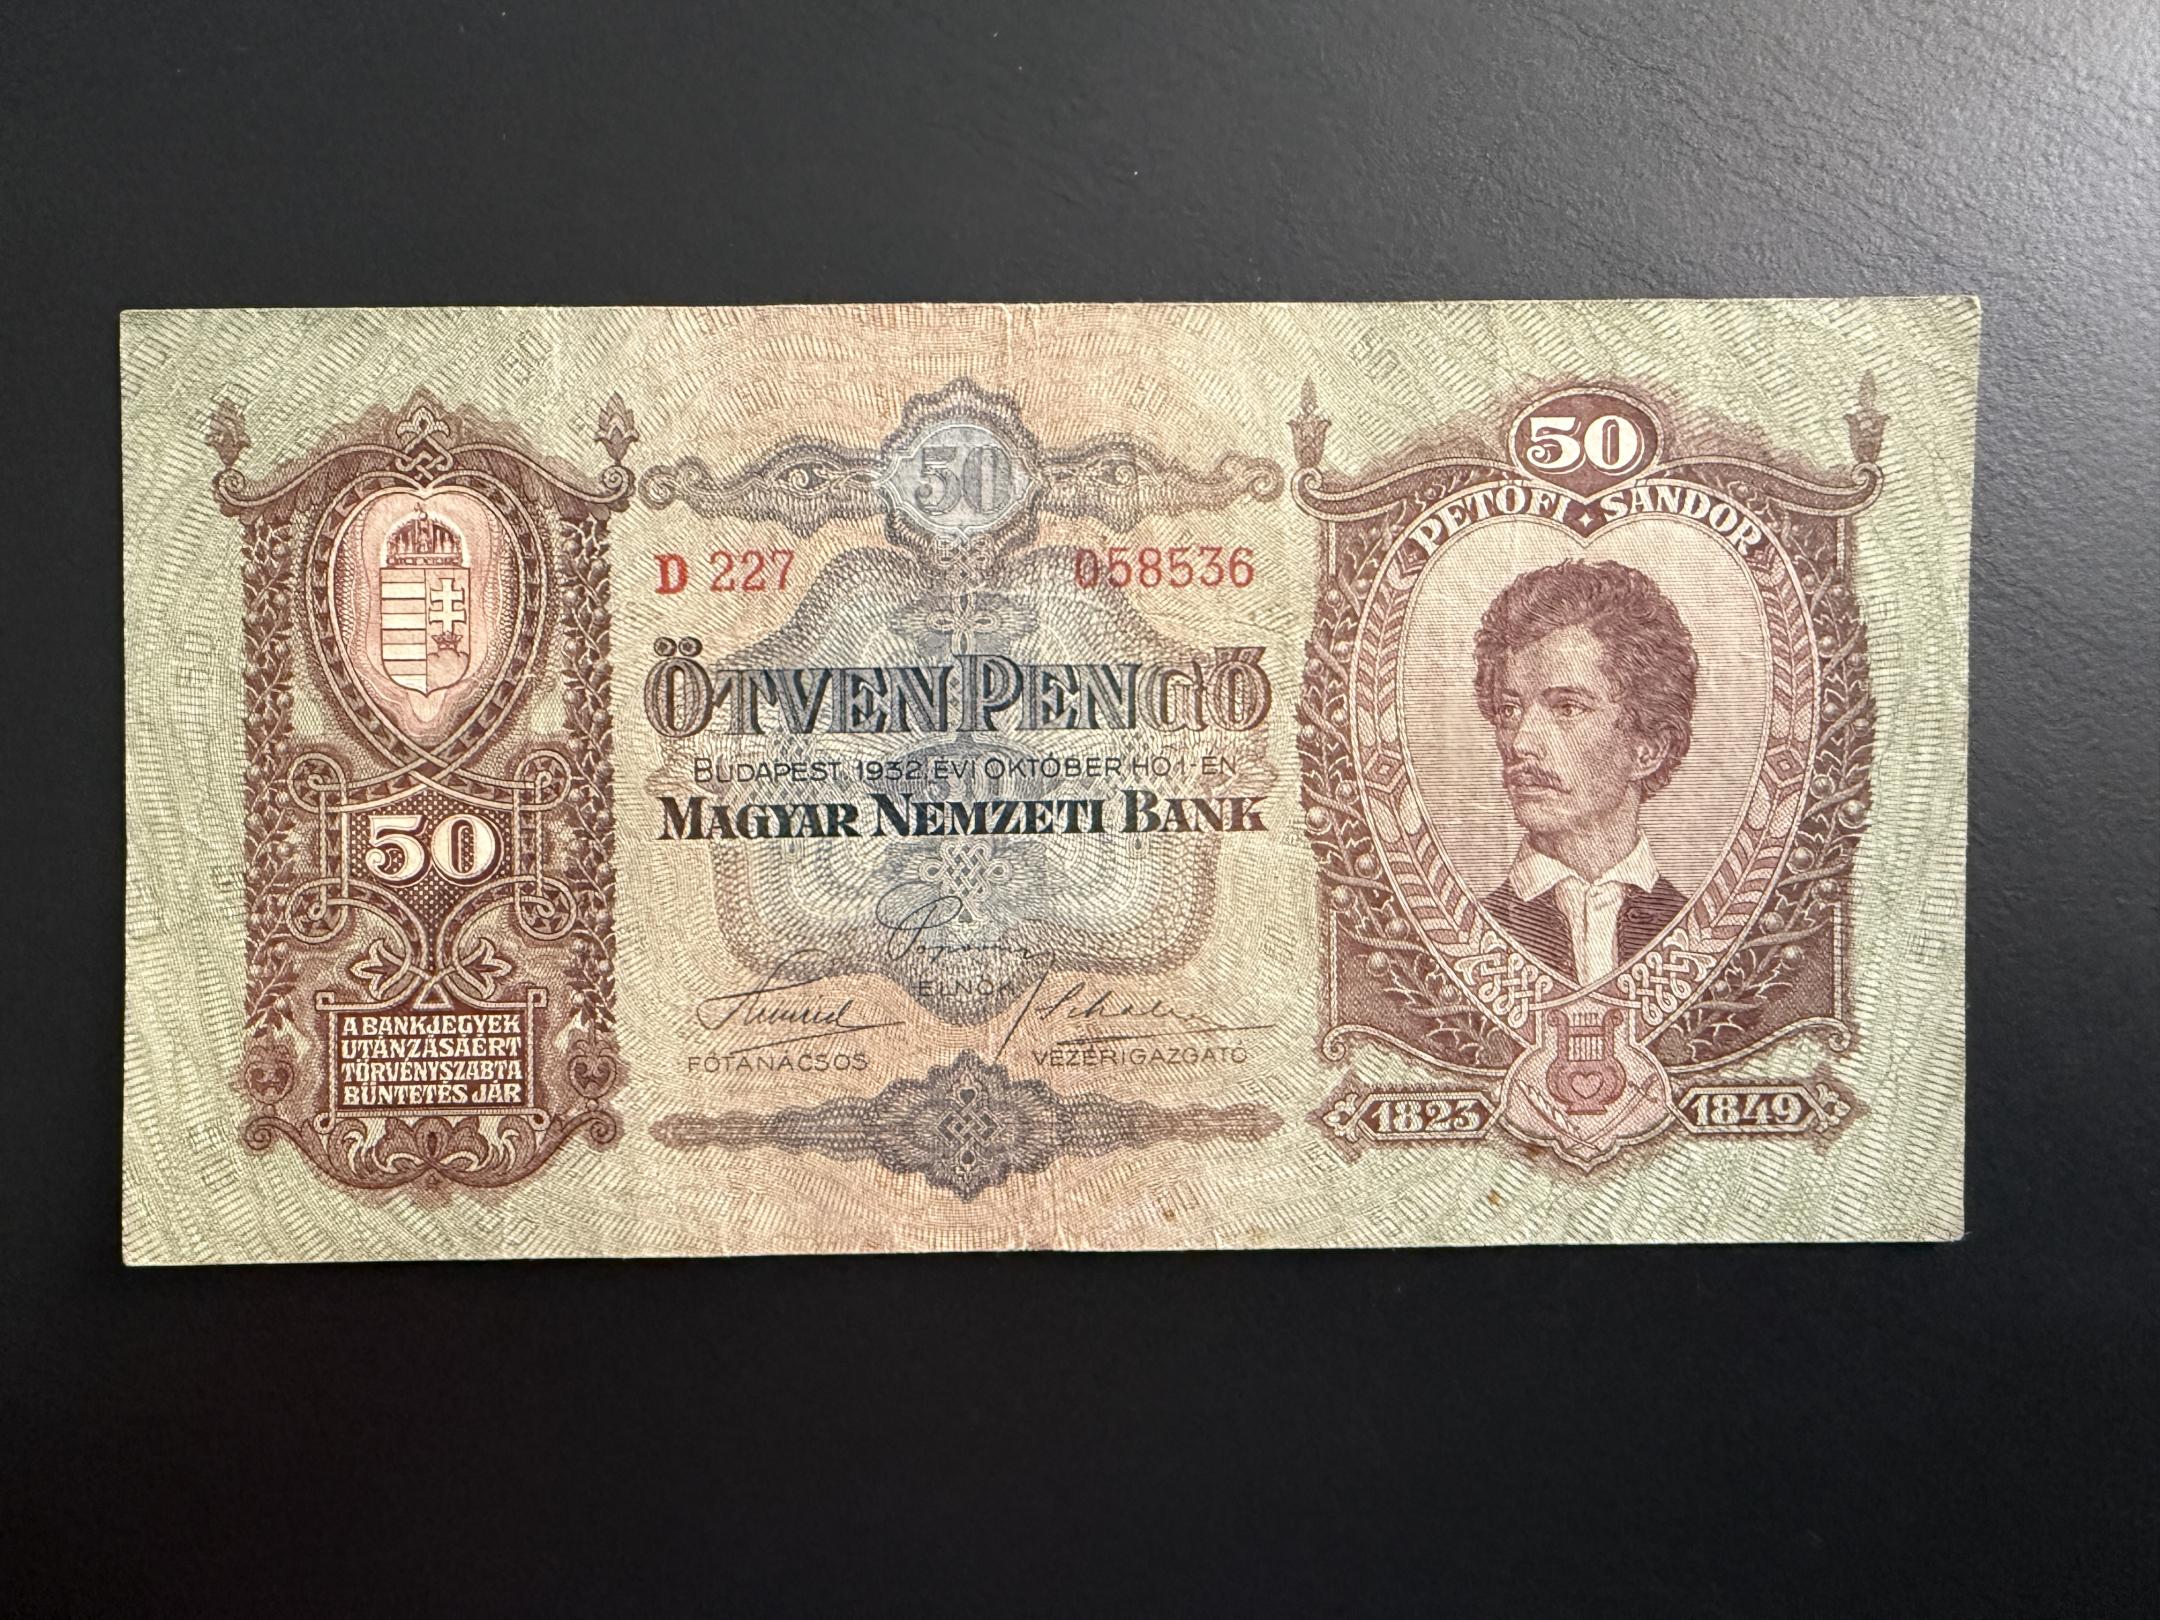 50
50
PETŐFI SÁNDOR
D 227
058536
ÖTVEN PENGŐ
BUDAPEST, 1932. ÉVI OKTÓBER HÓ 1-ÉN
MAGYAR NEMZETI BANK
50
ELNÖK
FŐTANÁCSOS
VEZÉRIGAZGATÓ
A BANKJEGYEK
UTÁNZÁSÁÉRT
TÖRVÉNYSZABTA
BÜNTETÉS JÁR
1823
1849